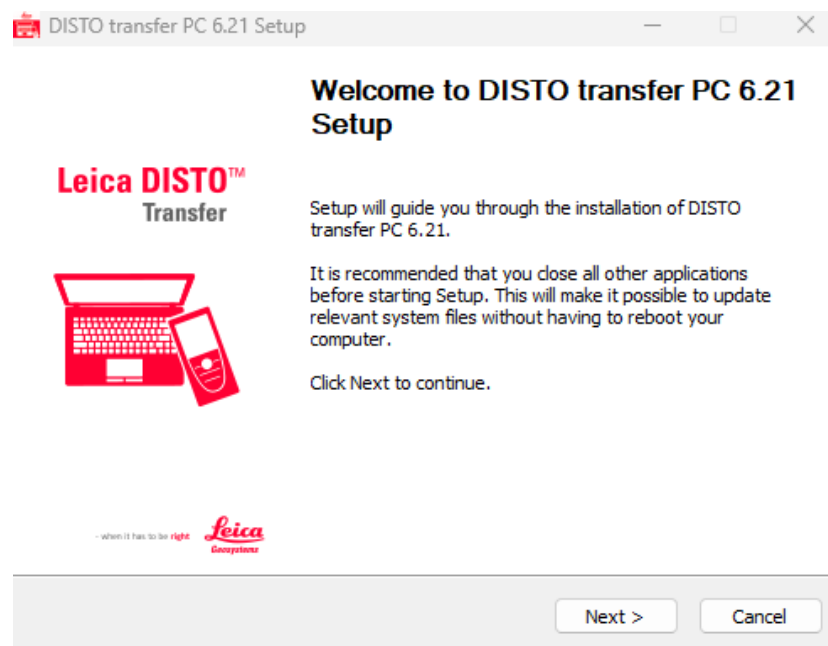 DISTO transfer PC 6.21 Setup
Welcome to DISTO transfer PC 6.21
Setup
Leica DISTO™
Transfer
Setup will guide you through the installation of DISTO
transfer PC 6.21.
It is recommended that you close all other applications
before starting Setup. This will make it possible to update
relevant system files without having to reboot your
computer.
Click Next to continue.
- when it has to be right
Leica
Geosystems
Next >
Cancel